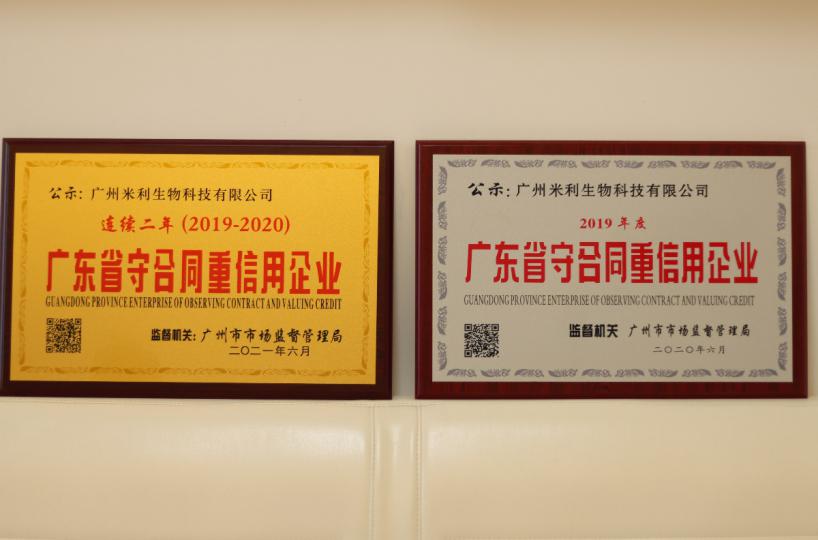 公示: 广州米利生物科技有限公司
连续二年 (2019-2020)
广东省守合同重信用企业
GUANGDONG PROVINCE ENTERPRISE OF OBSERVING CONTRACT AND VALUING CREDIT
监督机关: 广州市市场监督管理局
二〇二一年六月
公示: 广州米利生物科技有限公司
2019 年度
广东省守合同重信用企业
GUANGDONG PROVINCE ENTERPRISE OF OBSERVING CONTRACT AND VALUING CREDIT
监督机关 广州市市场监督管理局
二〇二〇年六月